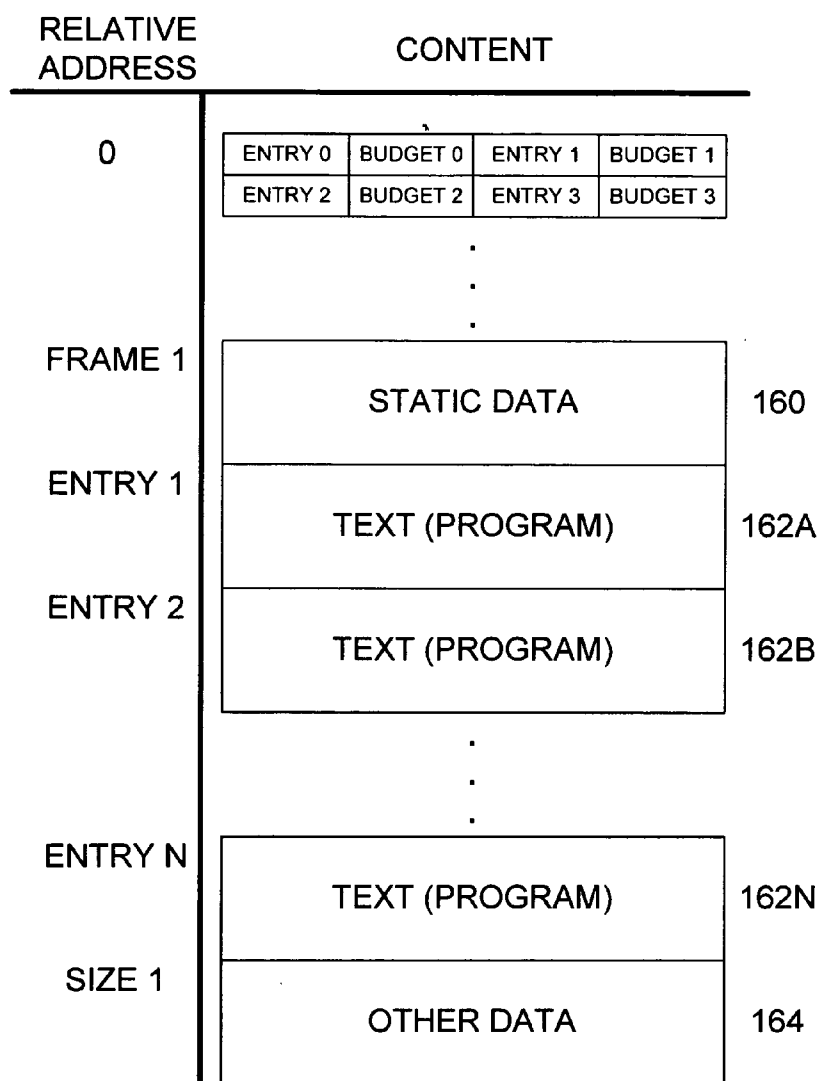 RELATIVE
ADDRESS
CONTENT
0
ENTRY 0 BUDGET 0 ENTRY 1 BUDGET 1
ENTRY 2 BUDGET 2 ENTRY 3 BUDGET 3
FRAME 1
STATIC DATA 160
ENTRY 1
TEXT (PROGRAM) 162A
ENTRY 2
TEXT (PROGRAM) 162B
ENTRY N
TEXT (PROGRAM) 162N
SIZE 1
OTHER DATA 164